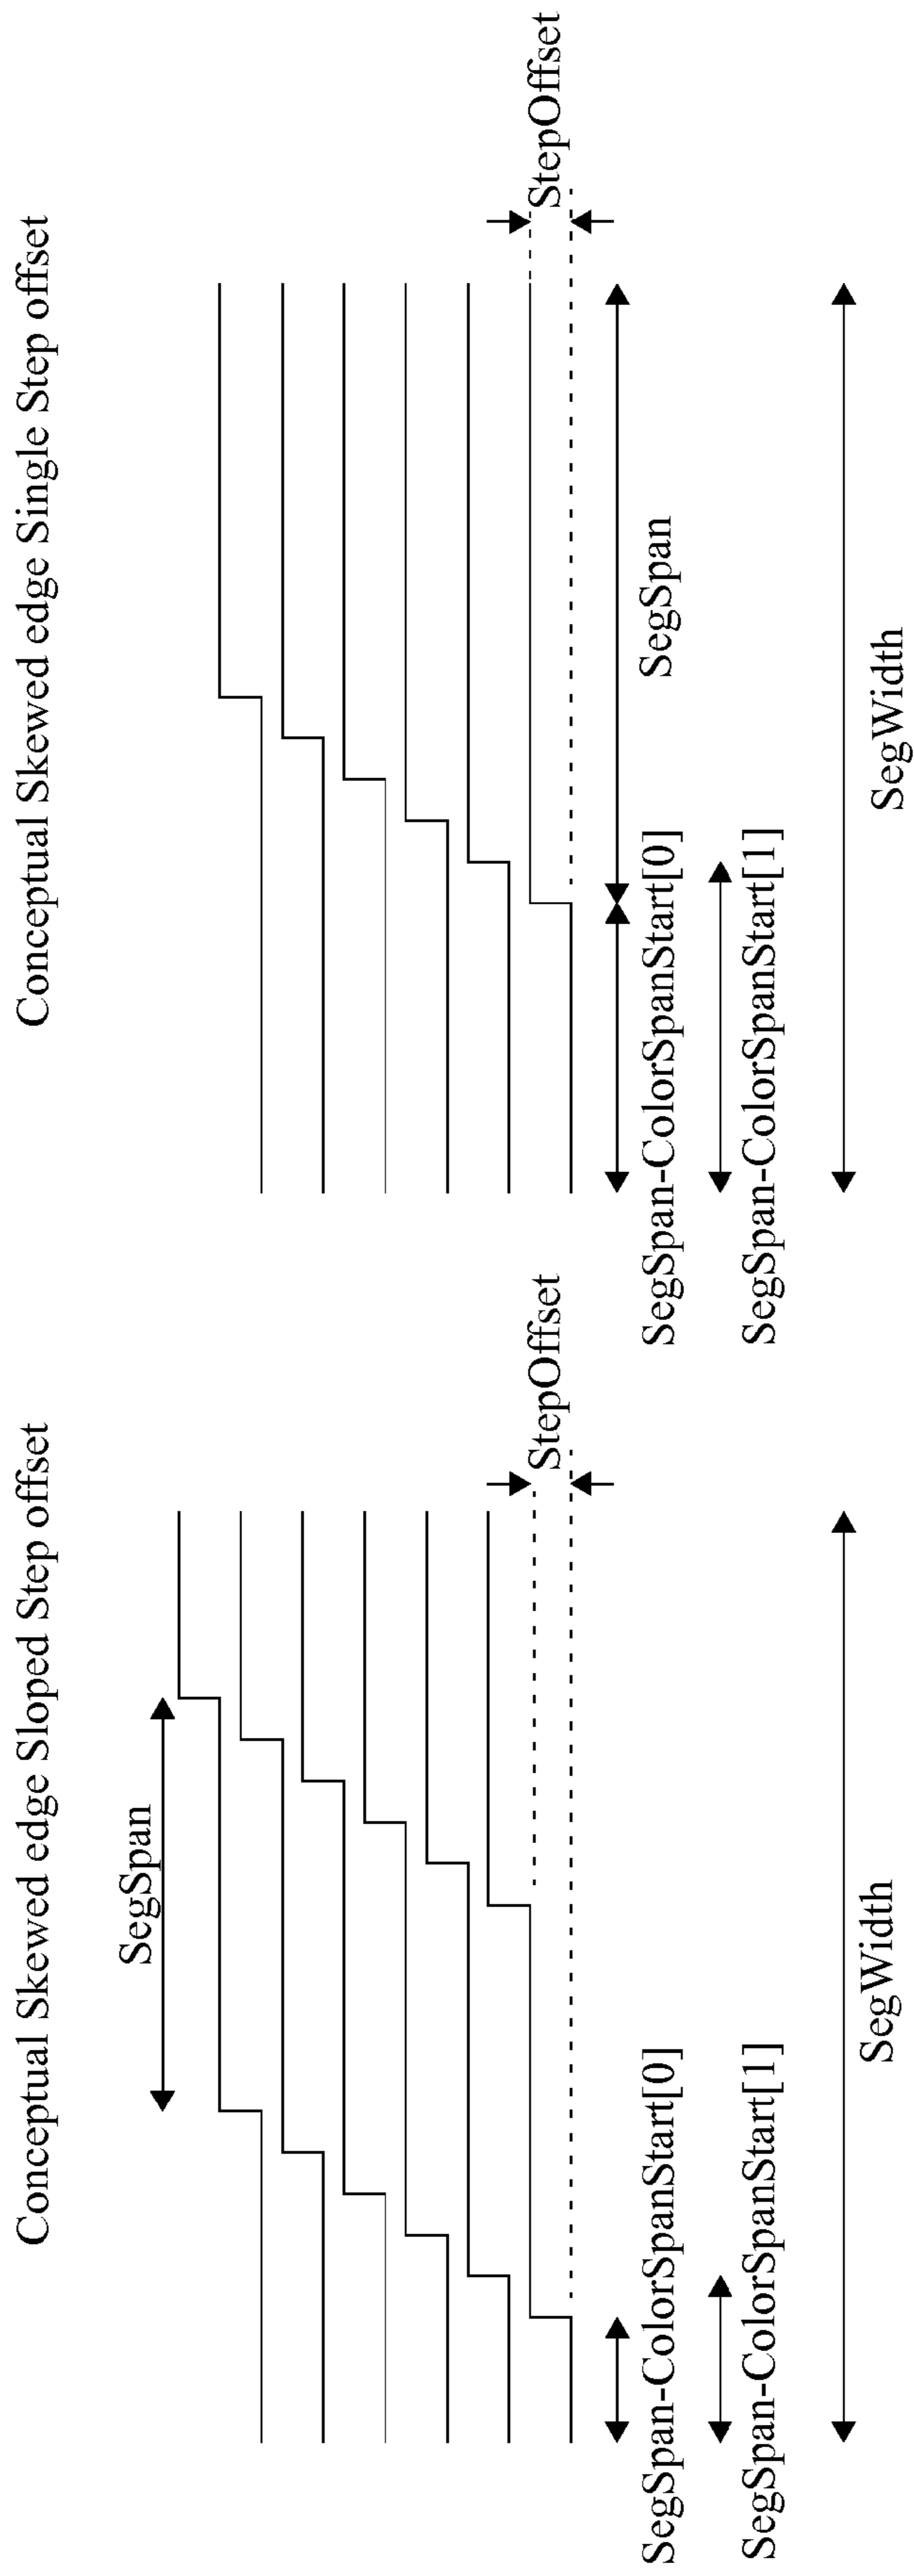 Conceptual Skewed edge Sloped Step offset
SegSpan
StepOffset
SegSpan-ColorSpanStart[0]
SegSpan-ColorSpanStart[1]
SegWidth
Conceptual Skewed edge Single Step offset
StepOffset
SegSpan
SegSpan-ColorSpanStart[0]
SegSpan-ColorSpanStart[1]
SegWidth